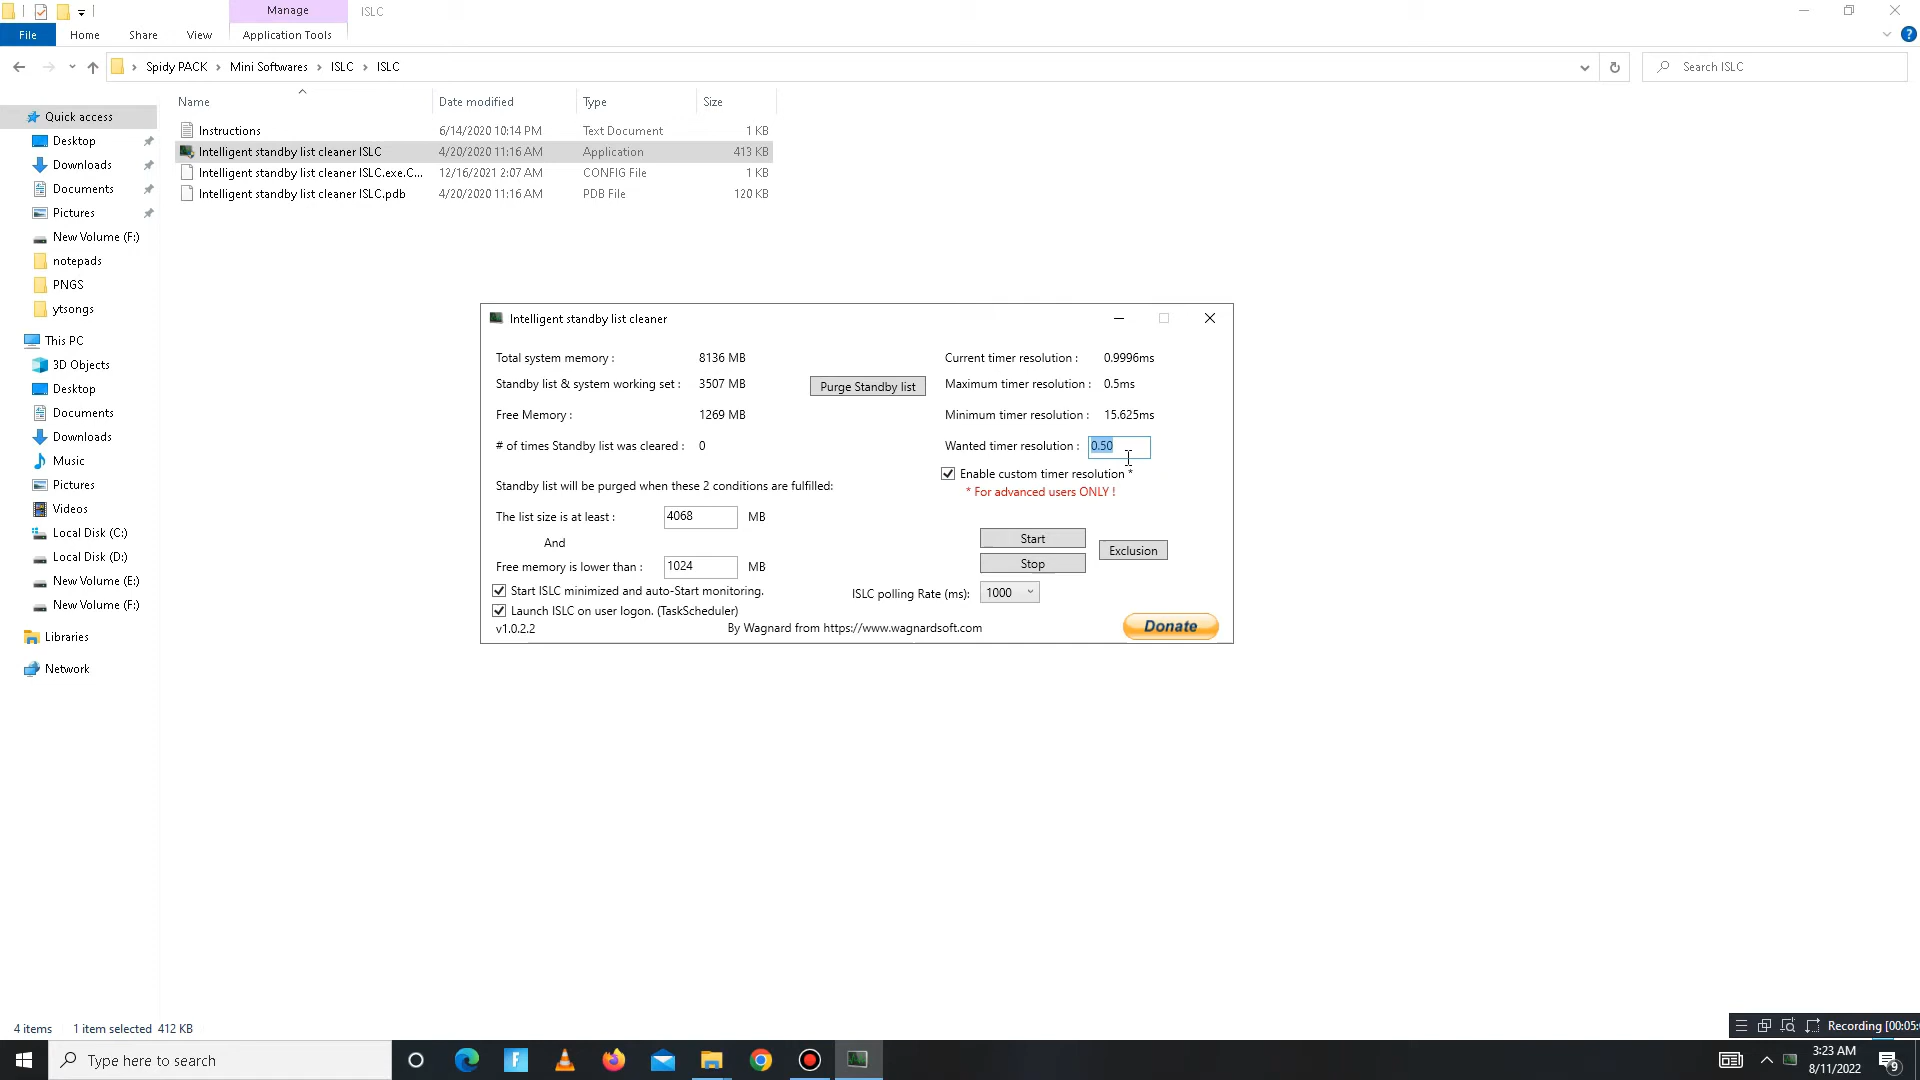 Manage
ISLC
File
Home
Share
View
Application Tools
Spidy PACK
Mini Softwares
ISLC
ISLC
Search ISLC
Name
Date modified
Type
Size
Instructions
6/14/2020 10:14 PM
Text Document
1 KB
Intelligent standby list cleaner ISLC
4/20/2020 11:16 AM
Application
413 KB
Intelligent standby list cleaner ISLC.exe.C...
12/16/2021 2:07 AM
CONFIG File
1 KB
Intelligent standby list cleaner ISLC.pdb
4/20/2020 11:16 AM
PDB File
120 KB
Quick access
Desktop
Downloads
Documents
Pictures
New Volume (F:)
notepads
PNGS
ytsongs
This PC
3D Objects
Desktop
Documents
Downloads
Music
Pictures
Videos
Local Disk (C:)
Local Disk (D:)
New Volume (E:)
New Volume (F:)
Libraries
Network
Intelligent standby list cleaner
Total system memory : 8136 MB
Standby list & system working set : 3507 MB
Purge Standby list
Free Memory : 1269 MB
# of times Standby list was cleared : 0
Standby list will be purged when these 2 conditions are fulfilled:
The list size is at least : 4068 MB
And
Free memory is lower than : 1024 MB
Start ISLC minimized and auto-Start monitoring.
Launch ISLC on user logon. (TaskScheduler)
v1.0.2.2
By Wagnard from https://www.wagnardsoft.com
Current timer resolution : 0.9996ms
Maximum timer resolution : 0.5ms
Minimum timer resolution : 15.625ms
Wanted timer resolution : 0.50
Enable custom timer resolution *
* For advanced users ONLY !
Start
Stop
Exclusion
ISLC polling Rate (ms): 1000
Donate
4 items
1 item selected 412 KB
Recording [00:05:
Type here to search
3:23 AM
8/11/2022
9